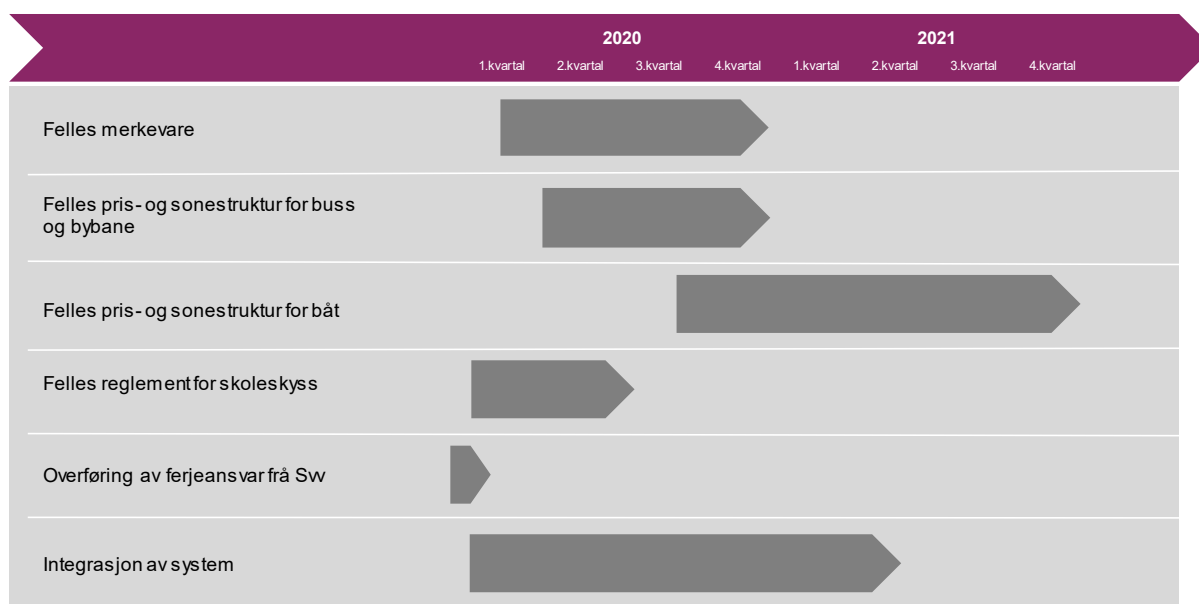 2020 2021
1.kvartal 2.kvartal 3.kvartal 4.kvartal 1.kvartal 2.kvartal 3.kvartal 4.kvartal
Felles merkevare
Felles pris- og sonestruktur for buss
og bybane
Felles pris- og sonestruktur for båt
Felles reglement for skoleskyss
Overføring av ferjeansvar frå Svv
Integrasjon av system